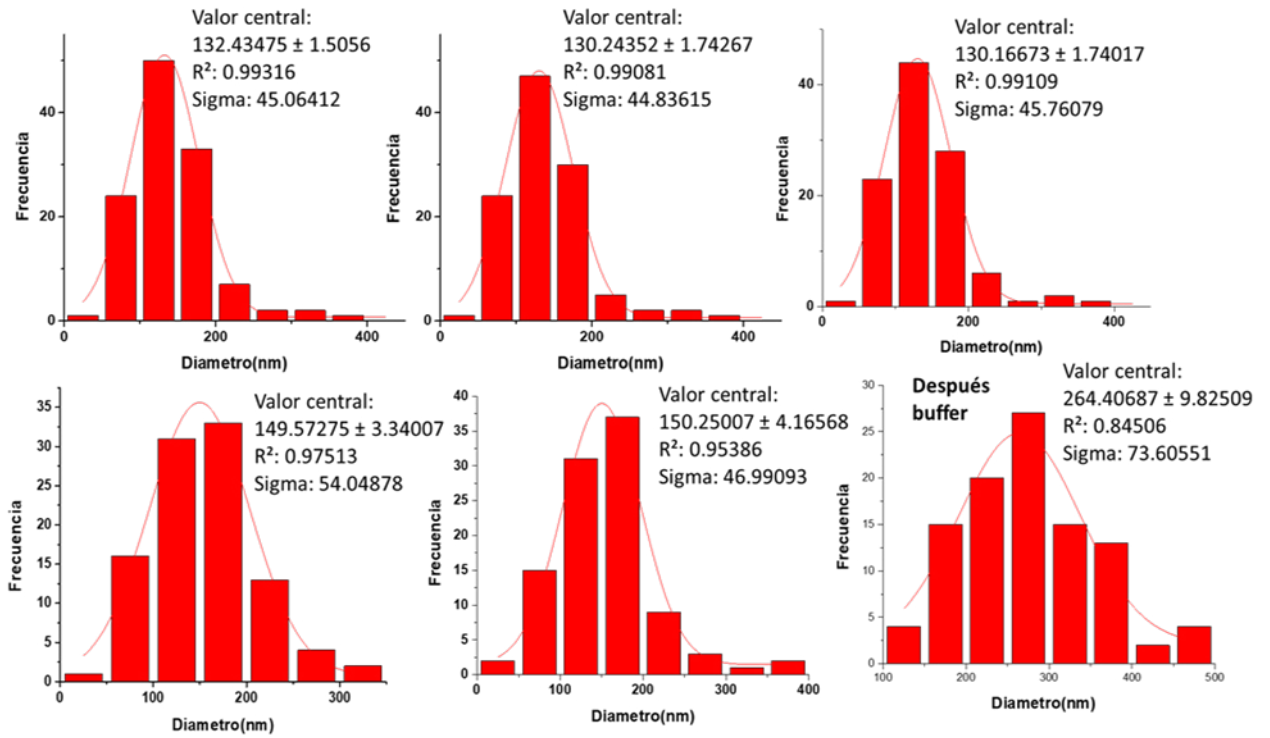 Valor central:
132.43475 ± 1.5056
R²: 0.99316
Sigma: 45.06412
Frecuencia
40
20
0
0
200
400
Diametro(nm)
Valor central:
130.24352 ± 1.74267
R²: 0.99081
Sigma: 44.83615
Frecuencia
40
20
0
0
200
400
Diametro(nm)
Valor central:
130.16673 ± 1.74017
R²: 0.99109
Sigma: 45.76079
Frecuencia
40
20
0
0
200
400
Diametro(nm)
Valor central:
149.57275 ± 3.34007
R²: 0.97513
Sigma: 54.04878
Frecuencia
35
30
25
20
15
10
5
0
0
100
200
300
Diametro(nm)
Valor central:
150.25007 ± 4.16568
R²: 0.95386
Sigma: 46.99093
Frecuencia
40
35
30
25
20
15
10
5
0
0
100
200
300
400
Diametro(nm)
Después
buffer
Valor central:
264.40687 ± 9.82509
R²: 0.84506
Sigma: 73.60551
Frecuencia
30
25
20
15
10
5
0
100
200
300
400
500
Diametro(nm)